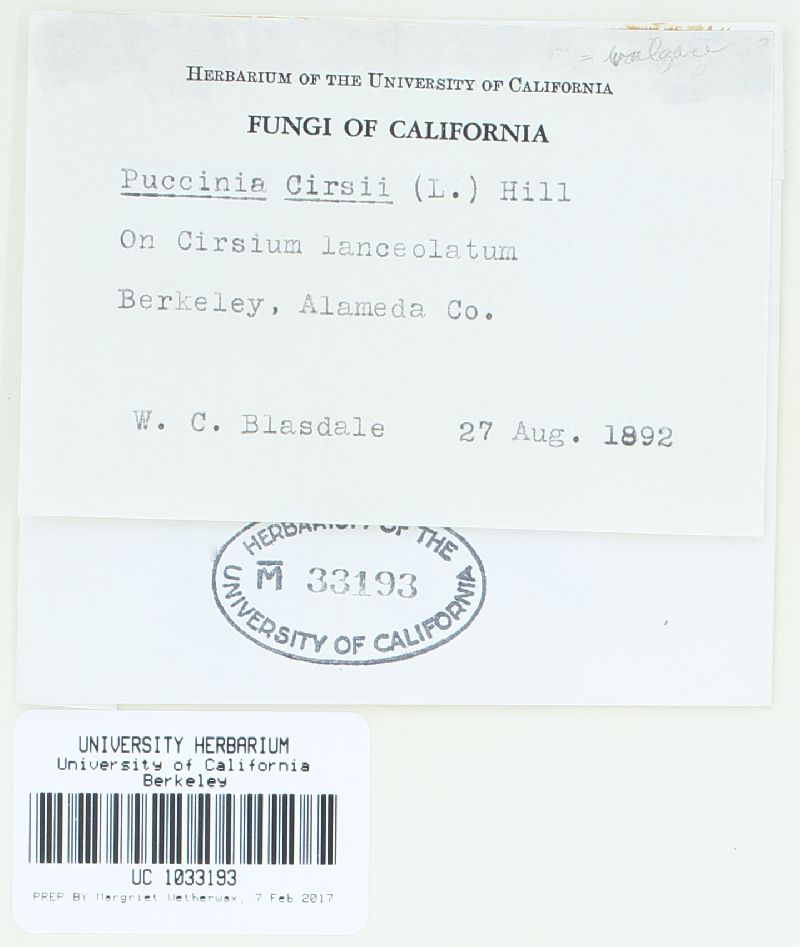 = vulgare ?
HERBARIUM OF THE UNIVERSITY OF CALIFORNIA
FUNGI OF CALIFORNIA
Puccinia Cirsii (L.) Hill
On Cirsium lanceolatum
Berkeley, Alameda Co.
W. C. Blasdale 27 Aug. 1892
HERBARIUM OF THE
M̅ 33193
UNIVERSITY OF CALIFORNIA
UNIVERSITY HERBARIUM
University of California
Berkeley
UC 1033193
PREP BY Margriet Wetherwax, 7 Feb 2017